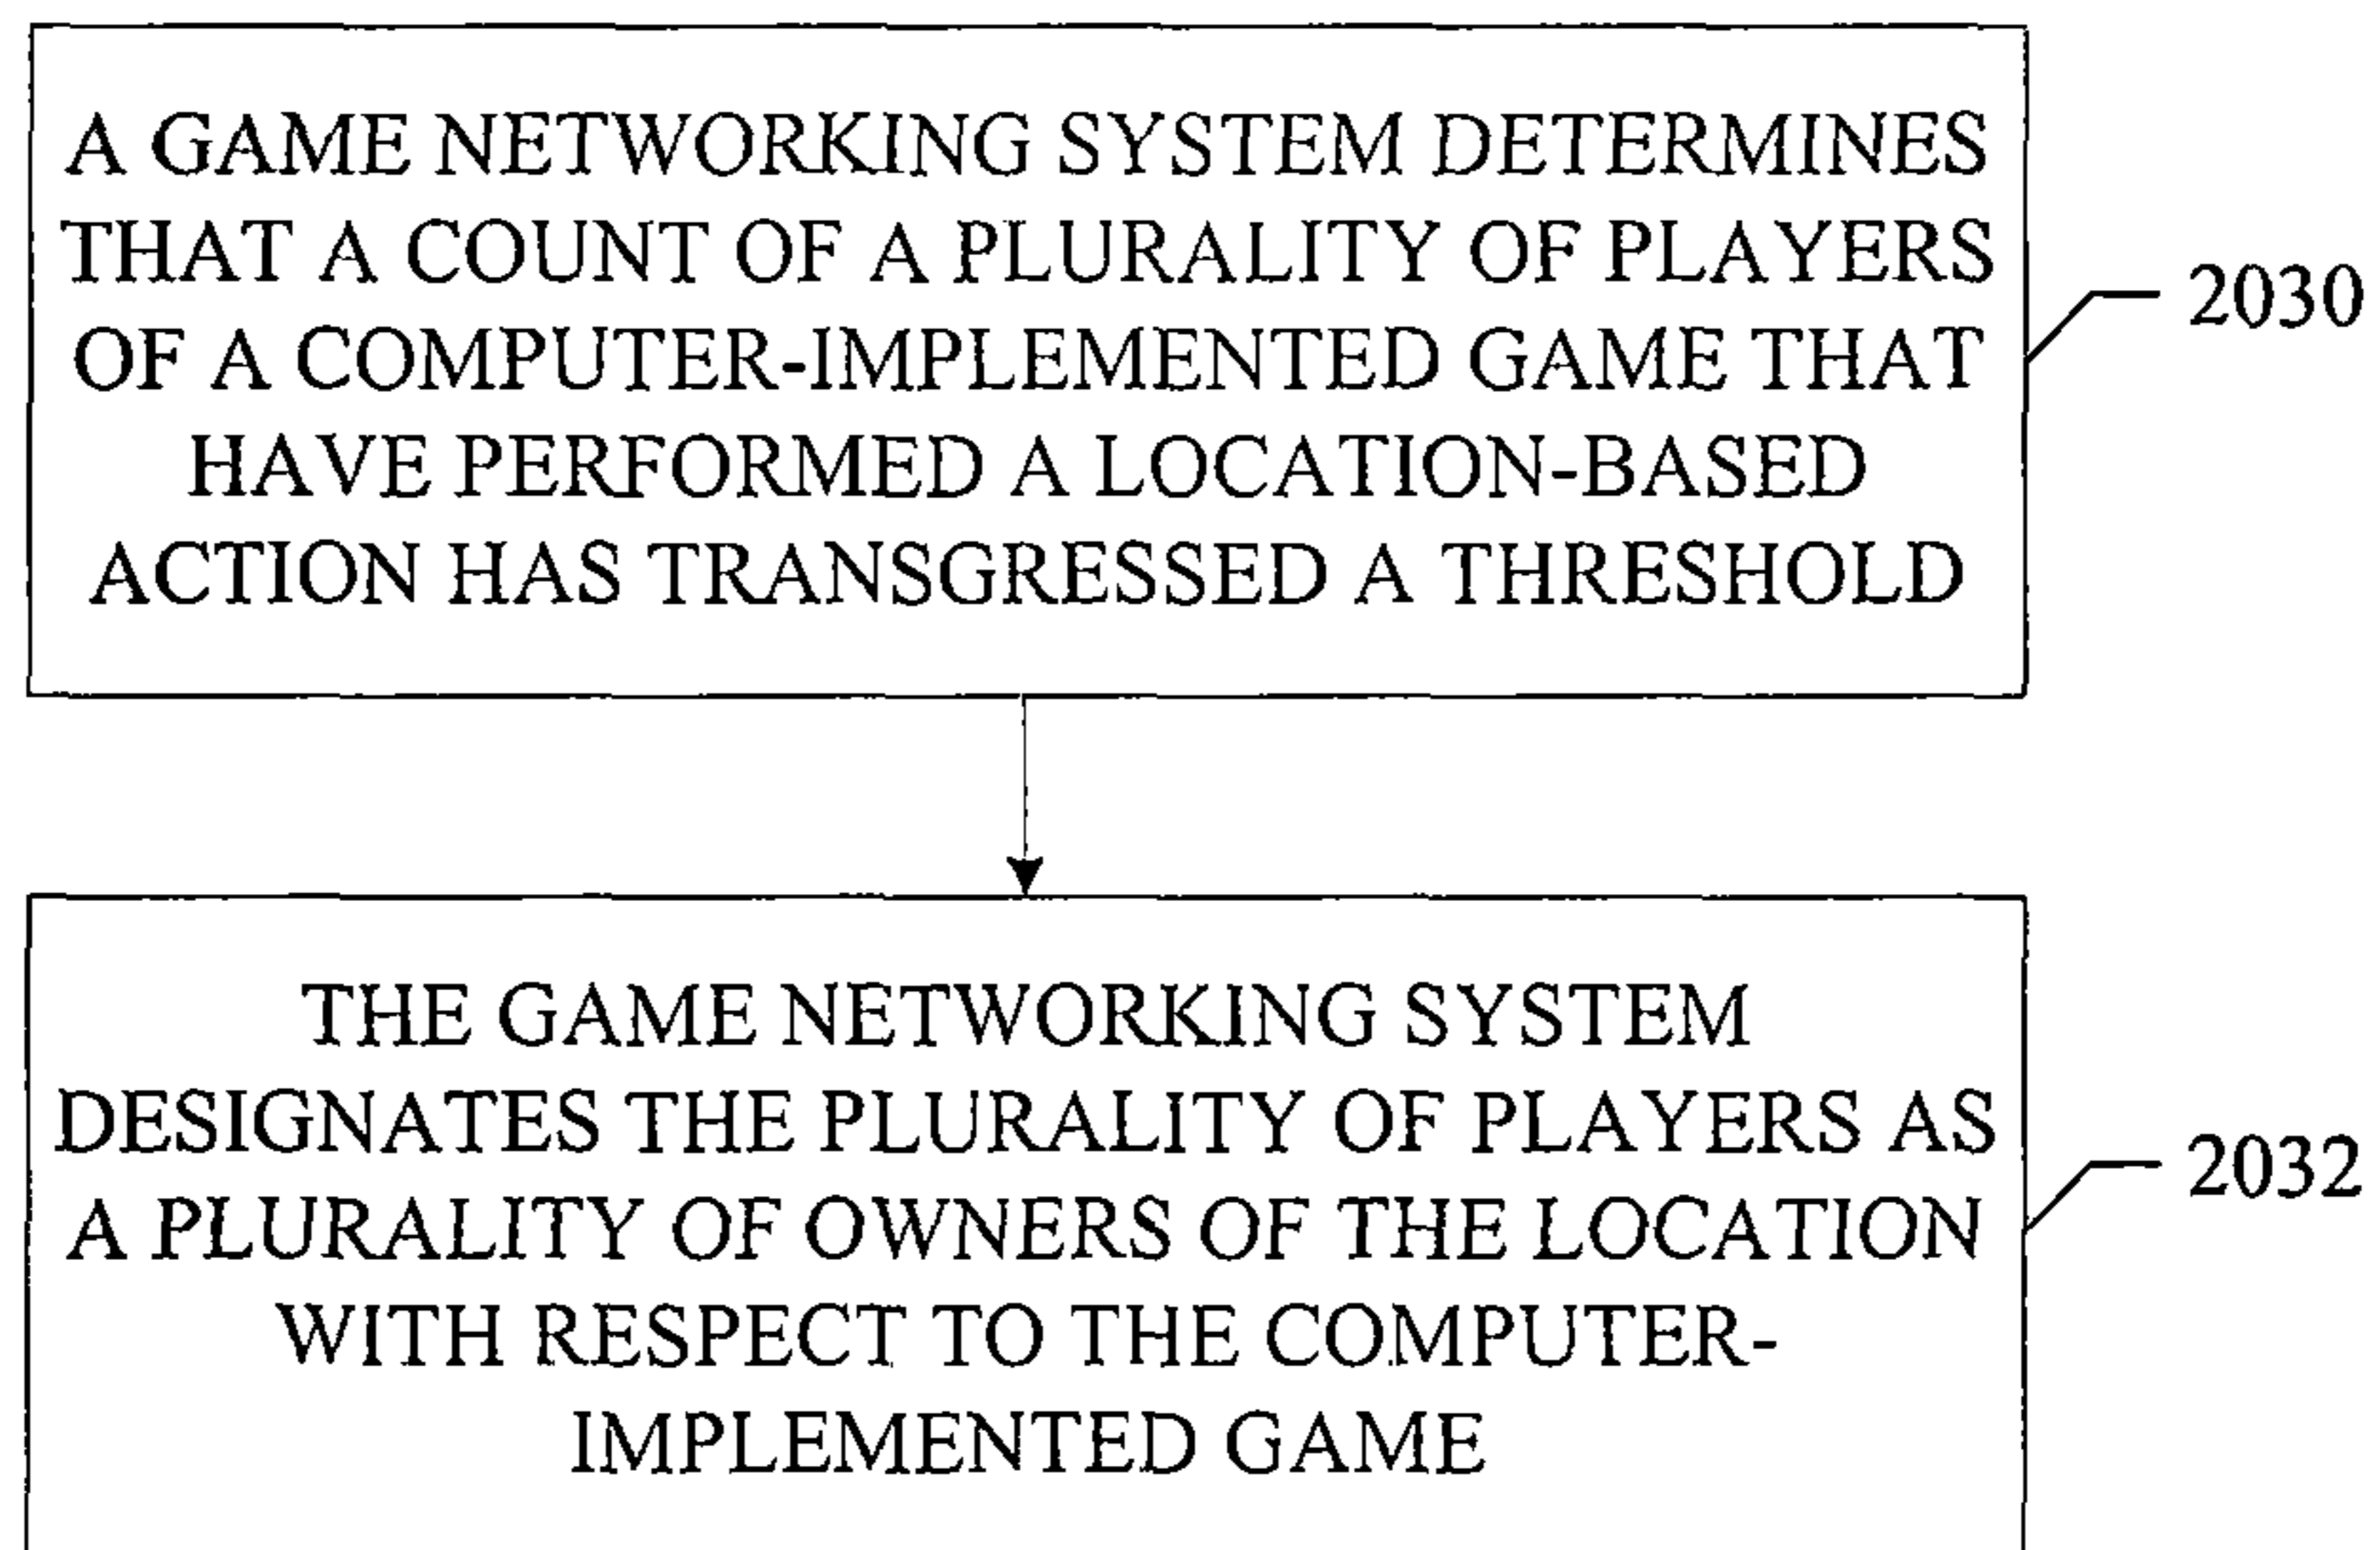 A GAME NETWORKING SYSTEM DETERMINES
THAT A COUNT OF A PLURALITY OF PLAYERS
OF A COMPUTER-IMPLEMENTED GAME THAT
HAVE PERFORMED A LOCATION-BASED
ACTION HAS TRANSGRESSED A THRESHOLD
2030
THE GAME NETWORKING SYSTEM
DESIGNATES THE PLURALITY OF PLAYERS AS
A PLURALITY OF OWNERS OF THE LOCATION
WITH RESPECT TO THE COMPUTER-
IMPLEMENTED GAME
2032